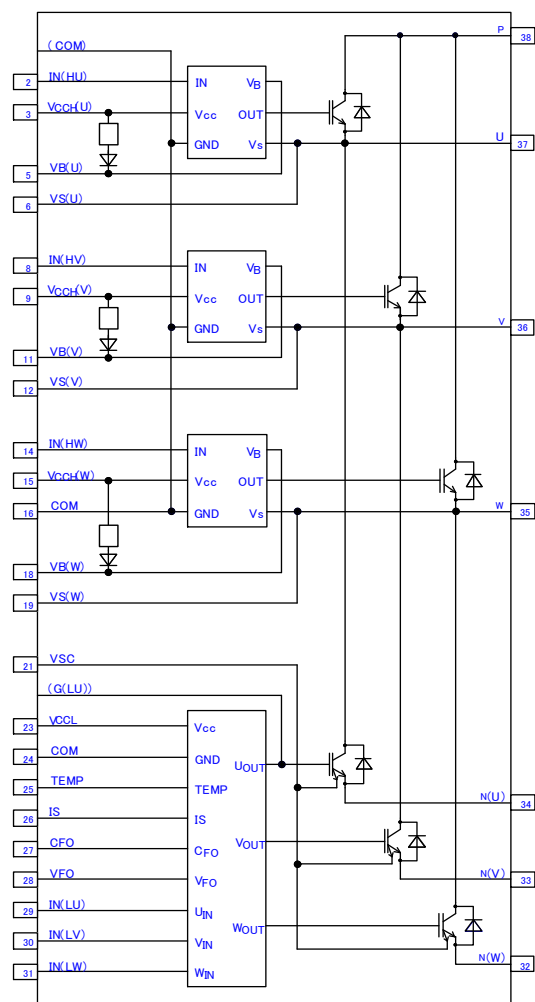 P 38
(COM)
2 IN(HU) IN VB
3 VCCH(U) Vcc OUT
GND Vs U 37
5 VB(U)
6 VS(U)
8 IN(HV) IN VB
9 VCCH(V) Vcc OUT
GND Vs V 36
11 VB(V)
12 VS(V)
14 IN(HW) IN VB
15 VCCH(W) Vcc OUT
16 COM GND Vs W 35
18 VB(W)
19 VS(W)
21 VSC
(G(LU))
23 VCCL Vcc
24 COM GND UOUT
25 TEMP TEMP
26 IS IS N(U) 34
27 CFO CFO VOUT
28 VFO VFO N(V) 33
29 IN(LU) UIN
30 IN(LV) VIN WOUT
31 IN(LW) WIN N(W) 32